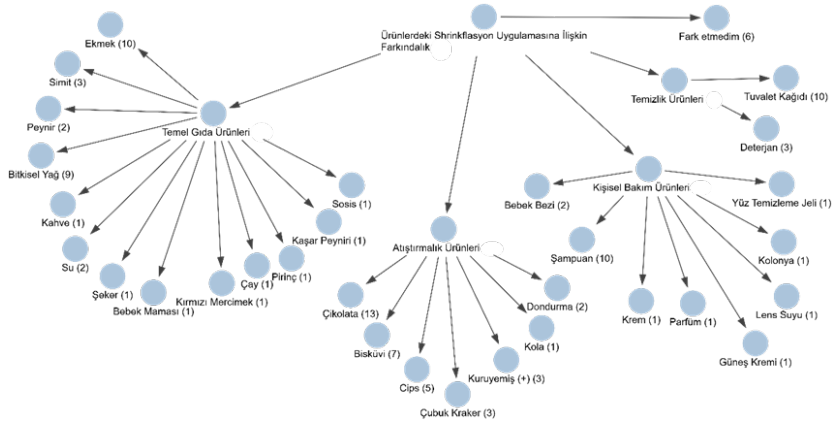 Ürünlerdeki Shrinkflasyon Uygulamasına İlişkin
Farkındalık
Fark etmedim (6)
Temel Gıda Ürünleri
Ekmek (10)
Simit (3)
Peynir (2)
Bitkisel Yağ (9)
Kahve (1)
Su (2)
Şeker (1)
Bebek Maması (1)
Kırmızı Mercimek (1)
Çay (1)
Pirinç (1)
Kaşar Peyniri (1)
Sosis (1)
Atıştırmalık Ürünleri
Çikolata (13)
Bisküvi (7)
Cips (5)
Çubuk Kraker (3)
Kuruyemiş (+) (3)
Kola (1)
Dondurma (2)
Temizlik Ürünleri
Tuvalet Kağıdı (10)
Deterjan (3)
Kişisel Bakım Ürünleri
Bebek Bezi (2)
Şampuan (10)
Krem (1)
Parfüm (1)
Güneş Kremi (1)
Lens Suyu (1)
Kolonya (1)
Yüz Temizleme Jeli (1)